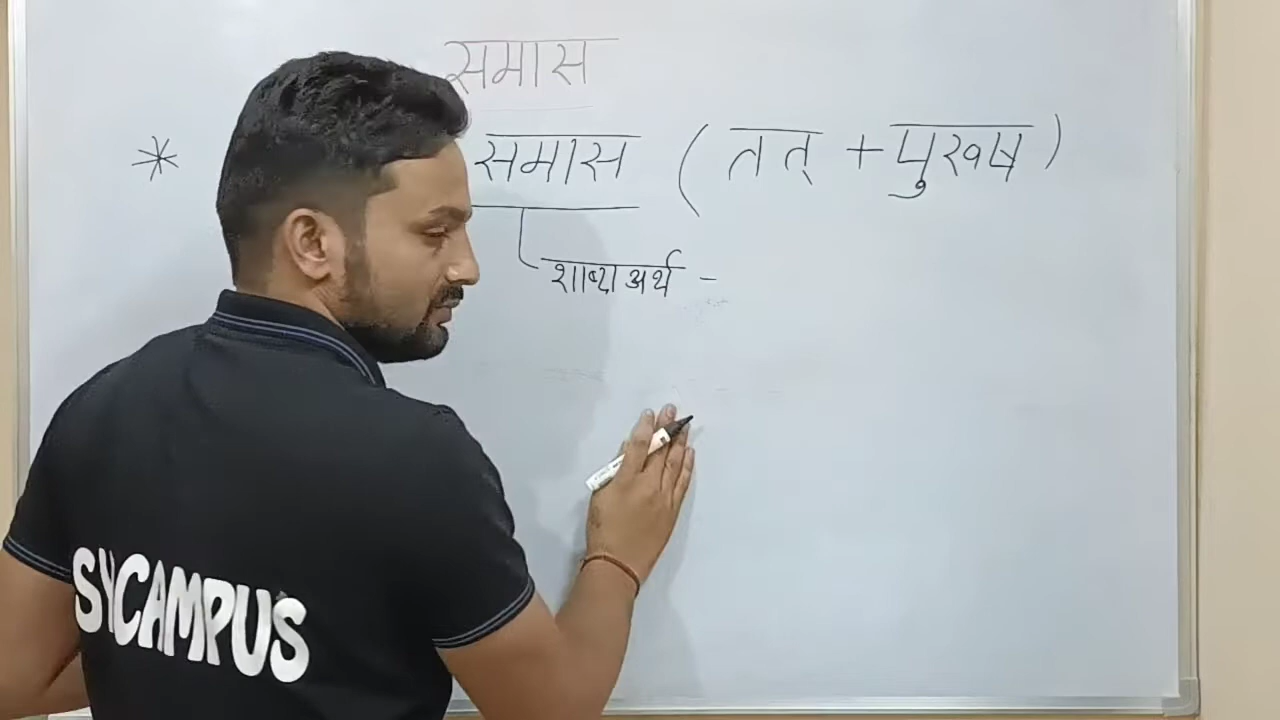 समास
* समास ( तत् + पुरुष )
शाब्दा अर्थ -
SYCAMPUS